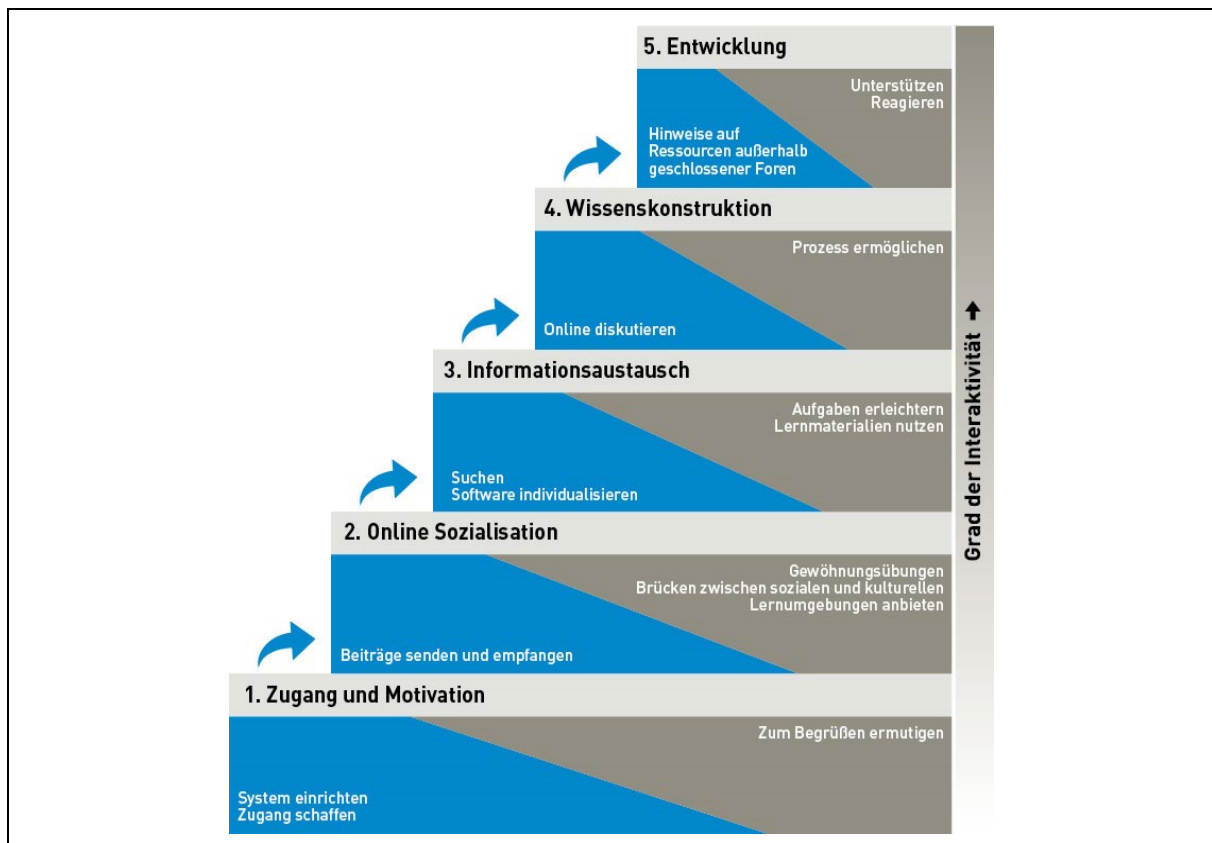 5. Entwicklung
Unterstützen
Reagieren
Hinweise auf
Ressourcen außerhalb
geschlossener Foren
4. Wissenskonstruktion
Prozess ermöglichen
Online diskutieren
3. Informationsaustausch
Aufgaben erleichtern
Lernmaterialien nutzen
Suchen
Software individualisieren
2. Online Sozialisation
Gewöhnungsübungen
Brücken zwischen sozialen und kulturellen
Lernumgebungen anbieten
Beiträge senden und empfangen
1. Zugang und Motivation
Zum Begrüßen ermutigen
System einrichten
Zugang schaffen
Grad der Interaktivität →